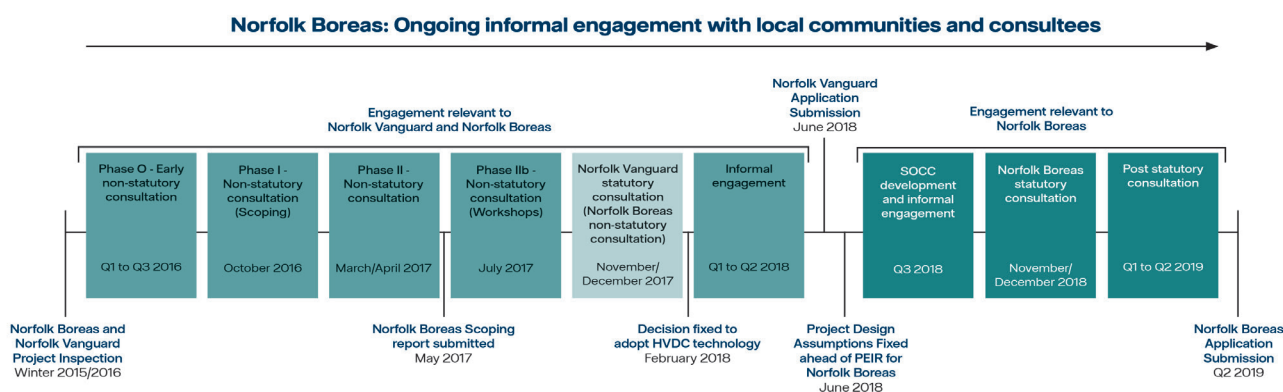 Norfolk Boreas: Ongoing informal engagement with local communities and consultees
Norfolk Vanguard
Application
Submission
June 2018
Engagement relevant to
Norfolk Vanguard and Norfolk Boreas
Engagement relevant to
Norfolk Boreas
Phase O - Early
non-statutory
consultation
Q1 to Q3 2016
Phase I -
Non-statutory
consultation
(Scoping)
October 2016
Phase II -
Non-statutory
consultation
March/April 2017
Phase IIb -
Non-statutory
consultation
(Workshops)
July 2017
Norfolk Vanguard
statutory
consultation
(Norfolk Boreas
non-statutory
consultation)
November/
December 2017
Informal
engagement
Q1 to Q2 2018
SOCC
development
and informal
engagement
Q3 2018
Norfolk Boreas
statutory
consultation
November/
December 2018
Post statutory
consultation
Q1 to Q2 2019
Norfolk Boreas and
Norfolk Vanguard
Project Inspection
Winter 2015/2016
Norfolk Boreas Scoping
report submitted
May 2017
Decision fixed to
adopt HVDC technology
February 2018
Project Design
Assumptions Fixed
ahead of PEIR for
Norfolk Boreas
June 2018
Norfolk Boreas
Application
Submission
Q2 2019